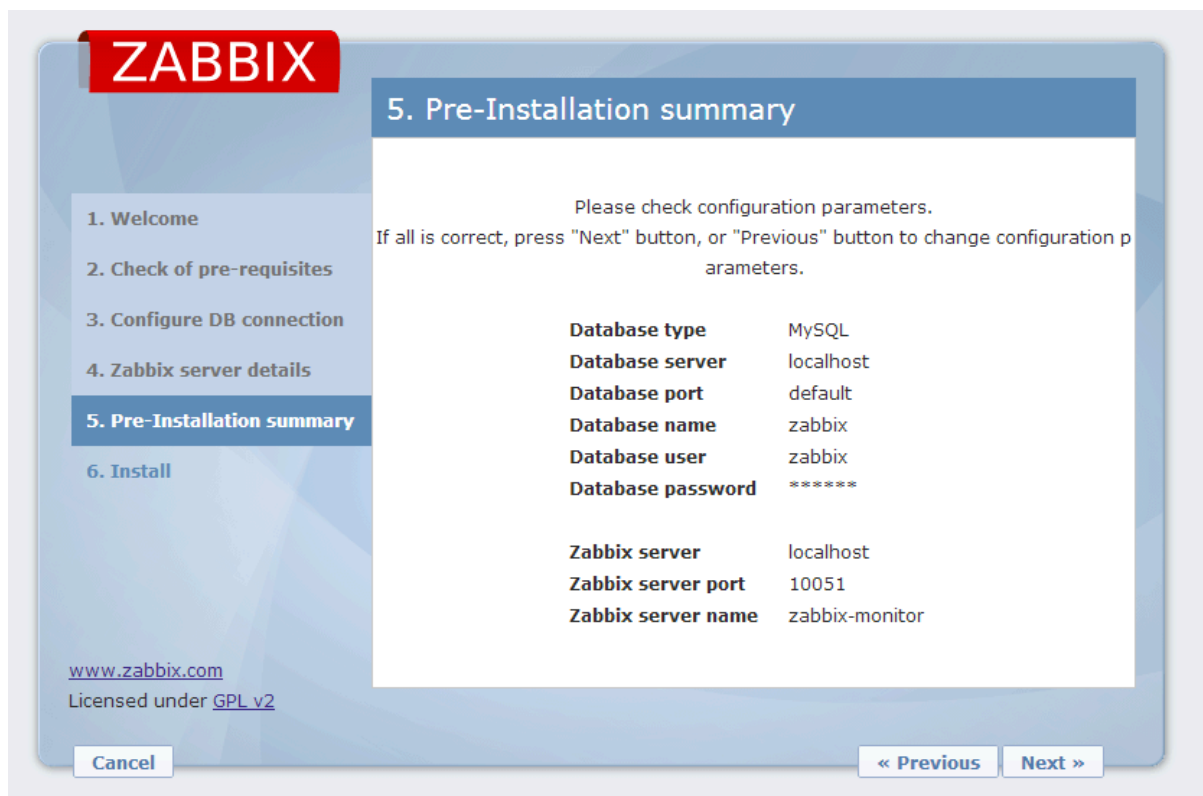 ZABBIX
5. Pre-Installation summary
1. Welcome
2. Check of pre-requisites
3. Configure DB connection
4. Zabbix server details
5. Pre-Installation summary
6. Install
Please check configuration parameters.
If all is correct, press "Next" button, or "Previous" button to change configuration p
arameters.
Database type MySQL
Database server localhost
Database port default
Database name zabbix
Database user zabbix
Database password ******
Zabbix server localhost
Zabbix server port 10051
Zabbix server name zabbix-monitor
www.zabbix.com
Licensed under GPL v2
Cancel
« Previous
Next »